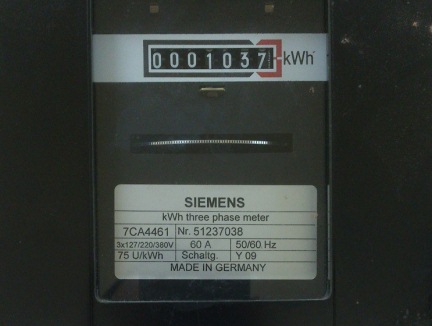 0001037 kWh
SIEMENS
kWh three phase meter
7CA4461 Nr. 51237038
3x127/220/380V 60 A 50/60 Hz
75 U/kWh Schaltg. Y 09
MADE IN GERMANY